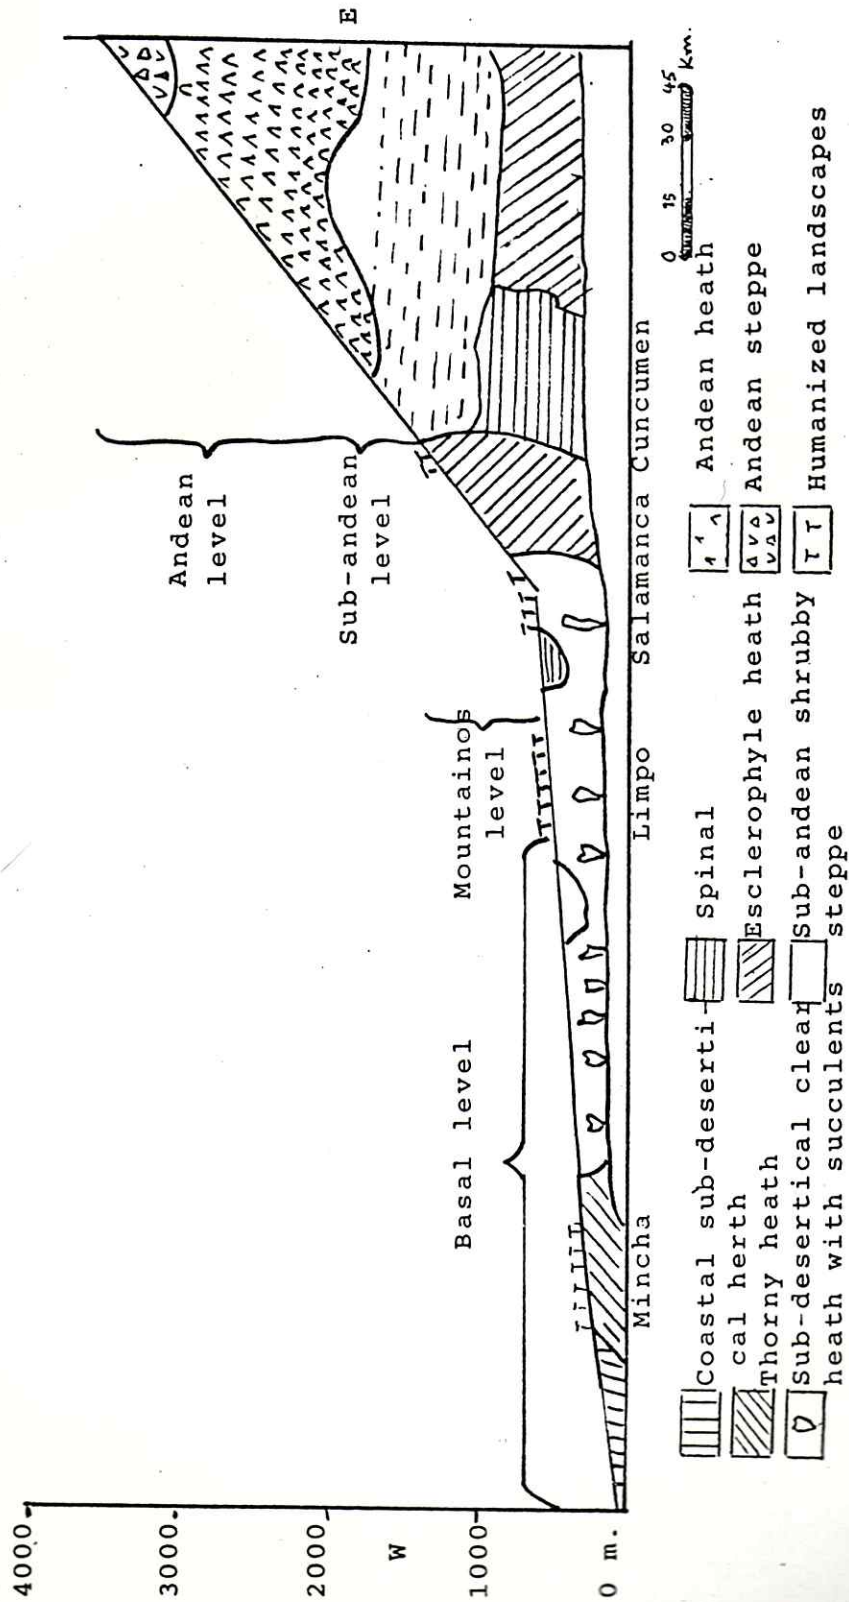 4000
3000
2000
1000
0 m.
W
E
Andean
level
Sub-andean
level
Mountainos
level
Basal level
Mincha
Limpo
Salamanca
Cuncumen
0 15 30 45 Km.
Coastal sub-deserti-
cal herth
Thorny heath
Sub-desertical clear
heath with succulents
Spinal
Esclerophyle heath
Sub-andean shrubby
steppe
Andean heath
Andean steppe
T T
Humanized landscapes